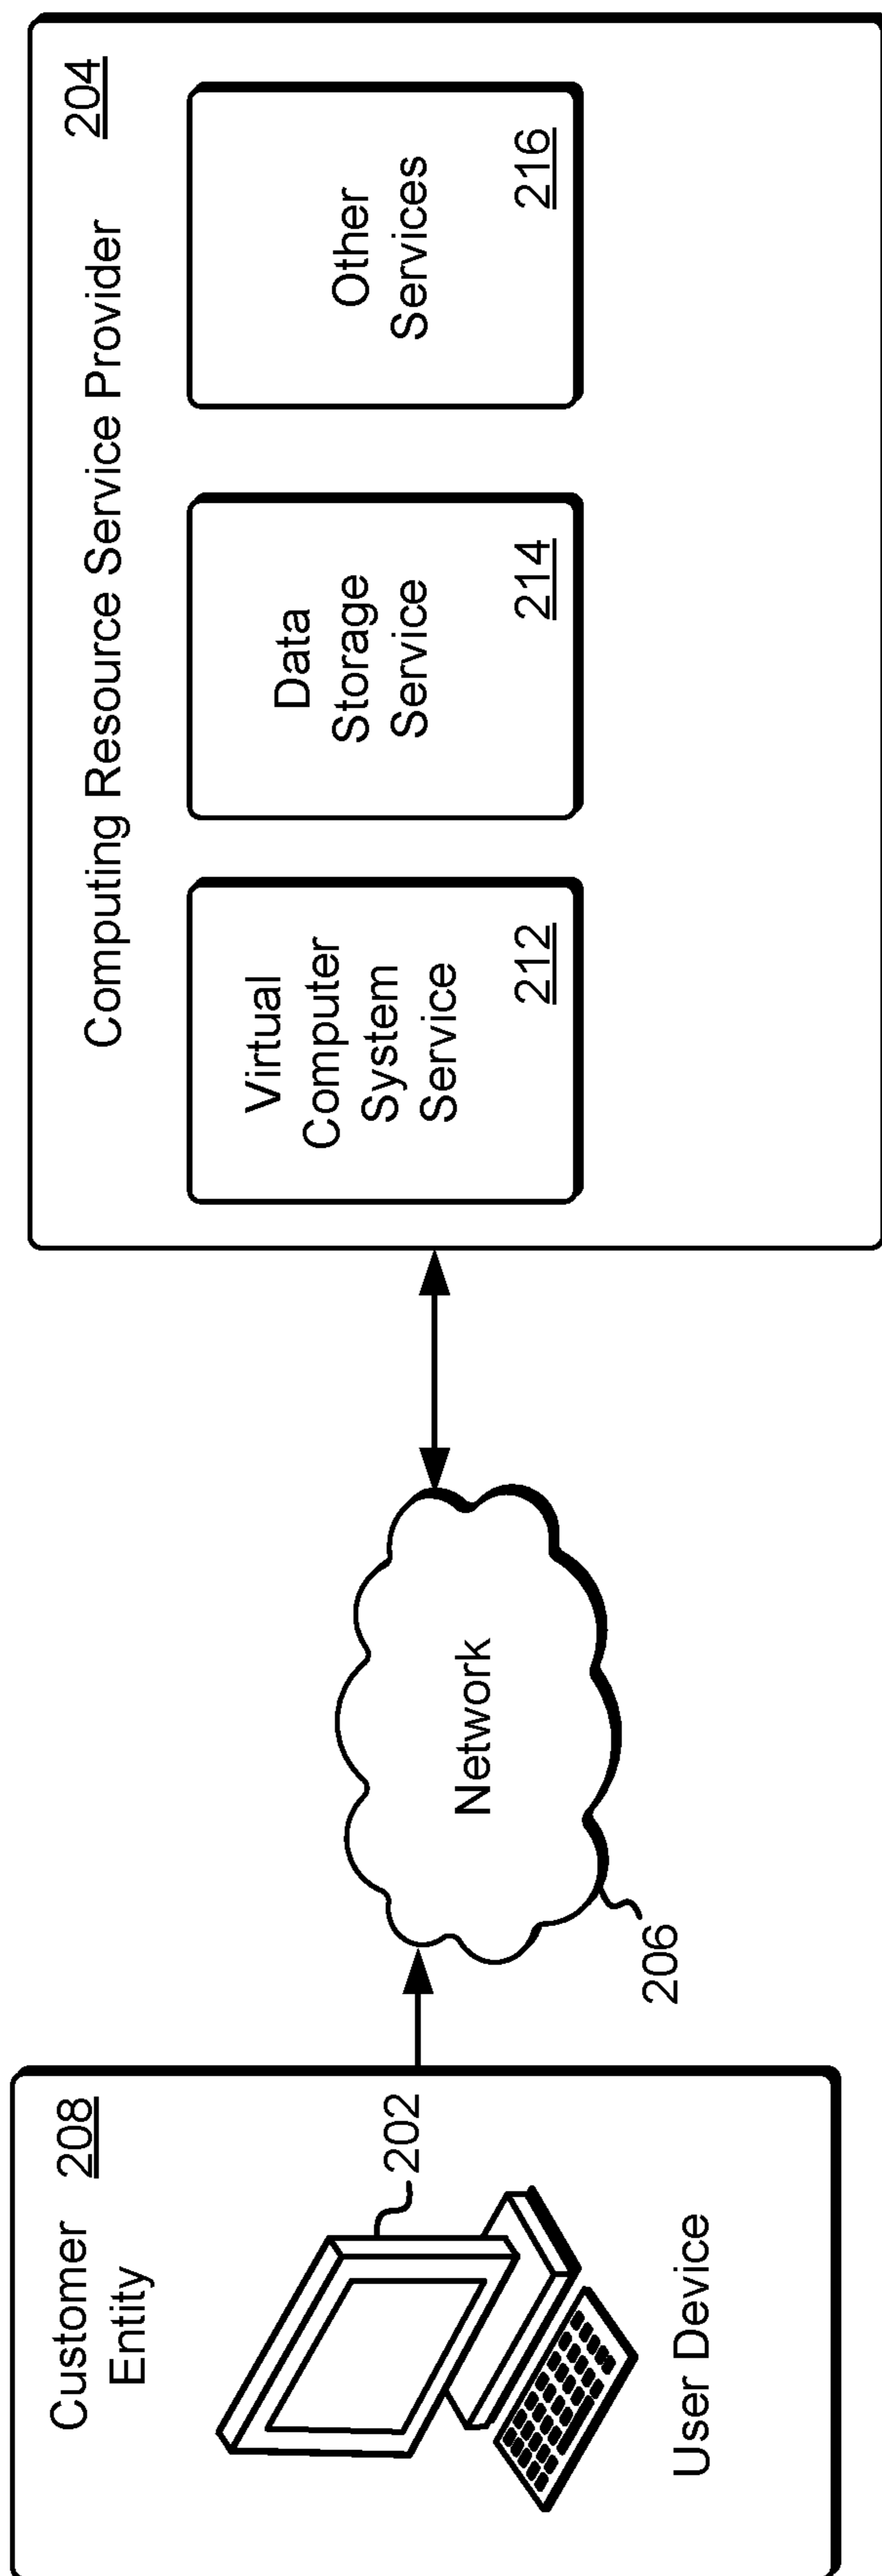 Customer
Entity
208
202
User Device
Network
206
Computing Resource Service Provider
204
Virtual
Computer
System
Service
212
Data
Storage
Service
214
Other
Services
216